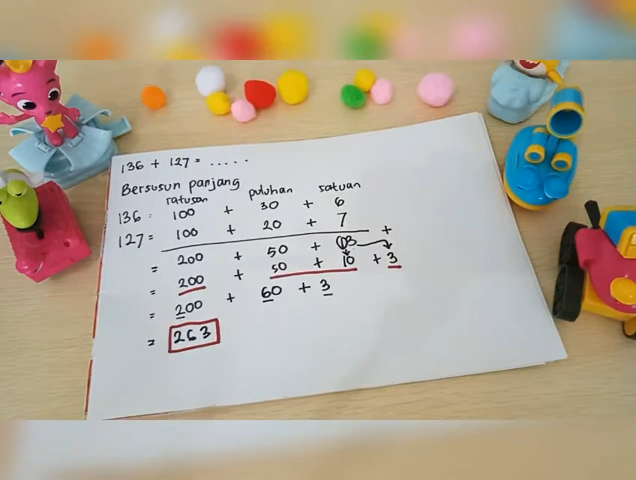 136 + 127 = .....
Bersusun panjang
ratusan puluhan satuan
136 = 100 + 30 + 6
127 = 100 + 20 + 7 +
= 200 + 50 + 13
= 200 + 50 + 10 + 3
= 200 + 60 + 3
= 263